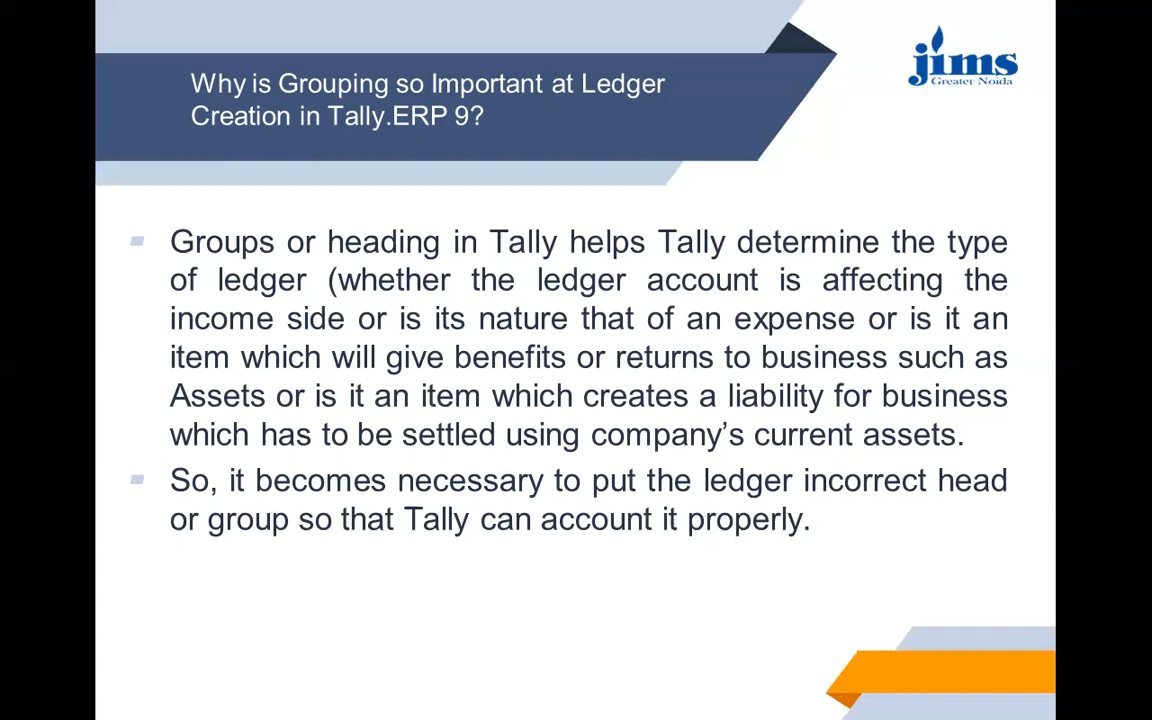 jims
Greater Noida
Why is Grouping so Important at Ledger
Creation in Tally.ERP 9?
Groups or heading in Tally helps Tally determine the type
of ledger (whether the ledger account is affecting the
income side or is its nature that of an expense or is it an
item which will give benefits or returns to business such as
Assets or is it an item which creates a liability for business
which has to be settled using company’s current assets.
So, it becomes necessary to put the ledger incorrect head
or group so that Tally can account it properly.